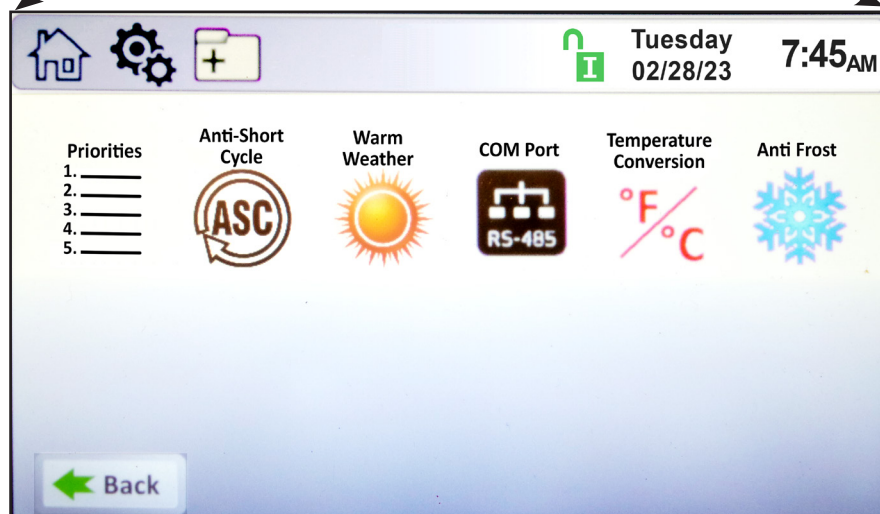 +
I
Tuesday
02/28/23
7:45AM
Priorities
1.
2.
3.
4.
5.
Anti-Short
Cycle
ASC
Warm
Weather
COM Port
RS-485
Temperature
Conversion
°F/°C
Anti Frost
Back